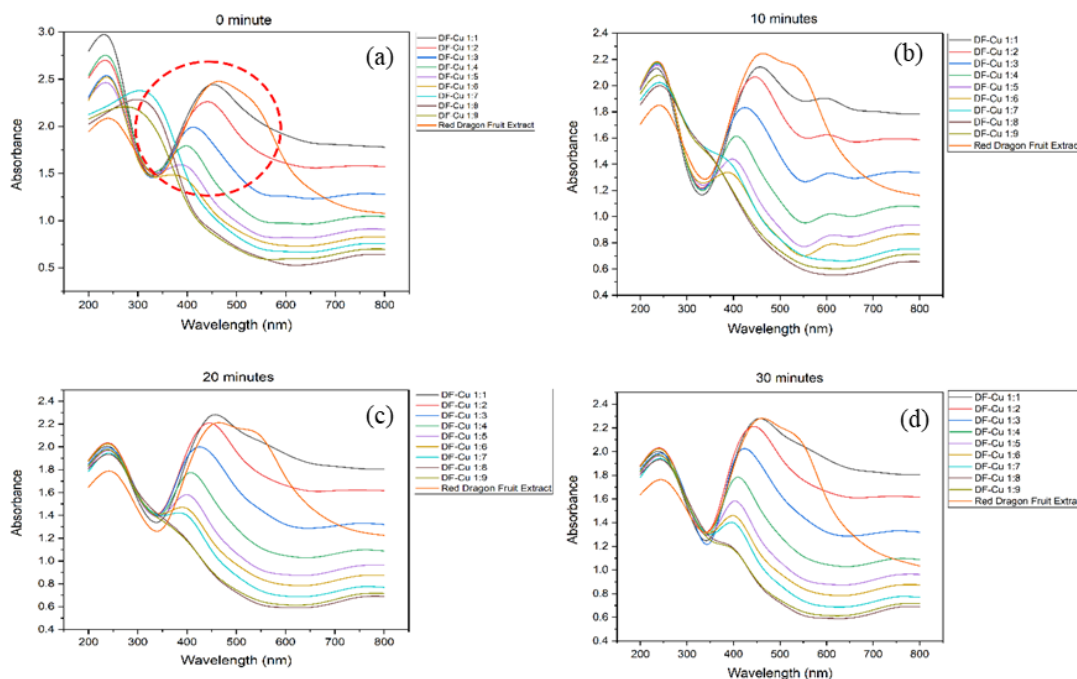 0 minute
(a)
3.0
2.5
2.0
1.5
1.0
0.5
Absorbance
200 300 400 500 600 700 800
Wavelength (nm)
DF-Cu 1:1
DF-Cu 1:2
DF-Cu 1:3
DF-Cu 1:4
DF-Cu 1:5
DF-Cu 1:6
DF-Cu 1:7
DF-Cu 1:8
DF-Cu 1:9
Red Dragon Fruit Extract
10 minutes
(b)
2.4
2.2
2.0
1.8
1.6
1.4
1.2
1.0
0.8
0.6
0.4
Absorbance
200 300 400 500 600 700 800
Wavelength (nm)
DF-Cu 1:1
DF-Cu 1:2
DF-Cu 1:3
DF-Cu 1:4
DF-Cu 1:5
DF-Cu 1:6
DF-Cu 1:7
DF-Cu 1:8
DF-Cu 1:9
Red Dragon Fruit Extract
20 minutes
(c)
2.4
2.2
2.0
1.8
1.6
1.4
1.2
1.0
0.8
0.6
0.4
Absorbance
200 300 400 500 600 700 800
Wavelength (nm)
DF-Cu 1:1
DF-Cu 1:2
DF-Cu 1:3
DF-Cu 1:4
DF-Cu 1:5
DF-Cu 1:6
DF-Cu 1:7
DF-Cu 1:8
DF-Cu 1:9
Red Dragon Fruit Extract
30 minutes
(d)
2.4
2.2
2.0
1.8
1.6
1.4
1.2
1.0
0.8
0.6
0.4
Absorbance
200 300 400 500 600 700 800
Wavelength (nm)
DF-Cu 1:1
DF-Cu 1:2
DF-Cu 1:3
DF-Cu 1:4
DF-Cu 1:5
DF-Cu 1:6
DF-Cu 1:7
DF-Cu 1:8
DF-Cu 1:9
Red Dragon Fruit Extract